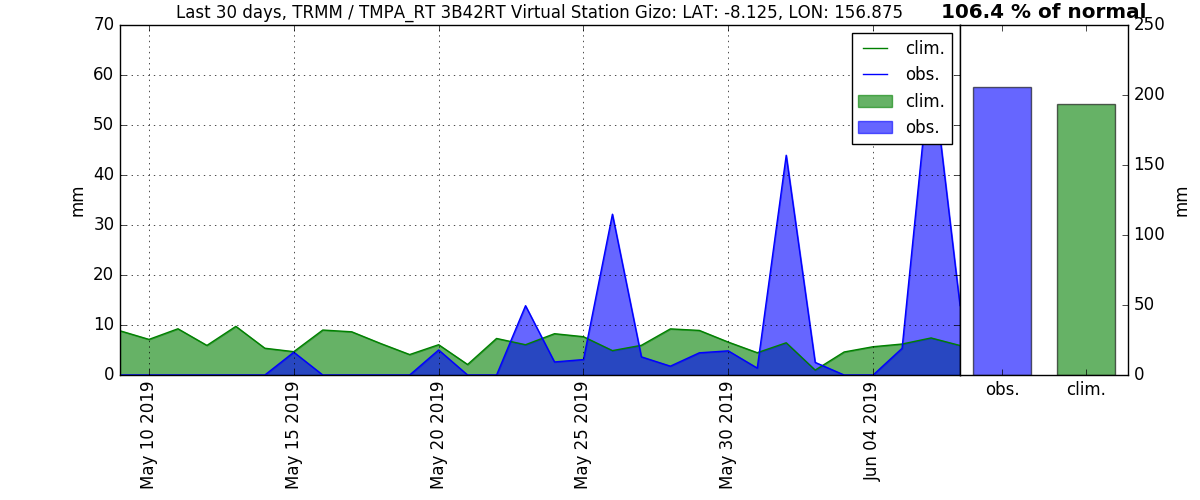 Last 30 days, TRMM / TMPA_RT 3B42RT Virtual Station Gizo: LAT: -8.125, LON: 156.875
106.4 % of normal
70
60
50
40
30
20
10
0
mm
clim.
obs.
clim.
obs.
May 10 2019
May 15 2019
May 20 2019
May 25 2019
May 30 2019
Jun 04 2019
250
200
150
100
50
0
mm
obs.
clim.